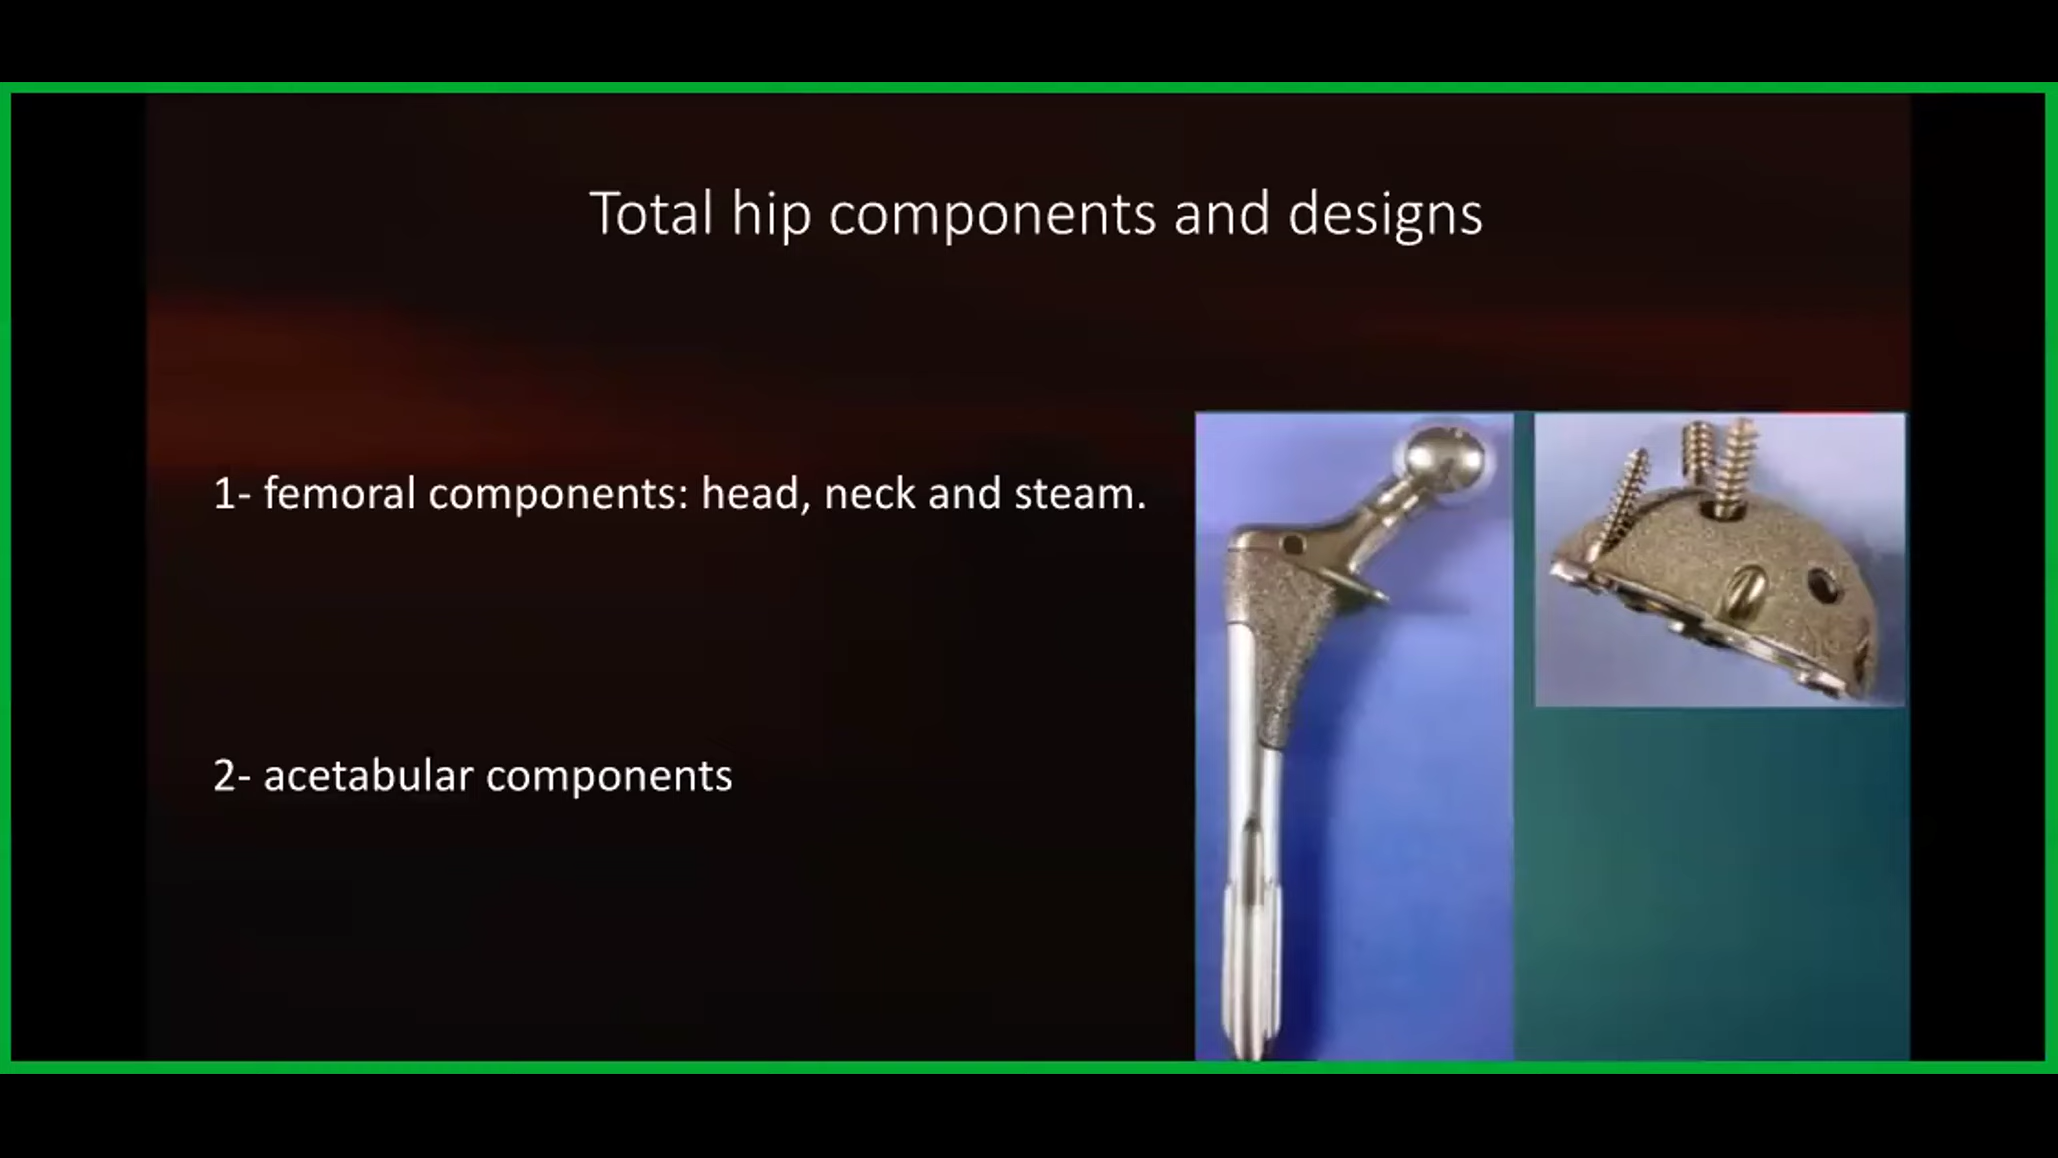 Total hip components and designs
1- femoral components: head, neck and steam.
2- acetabular components